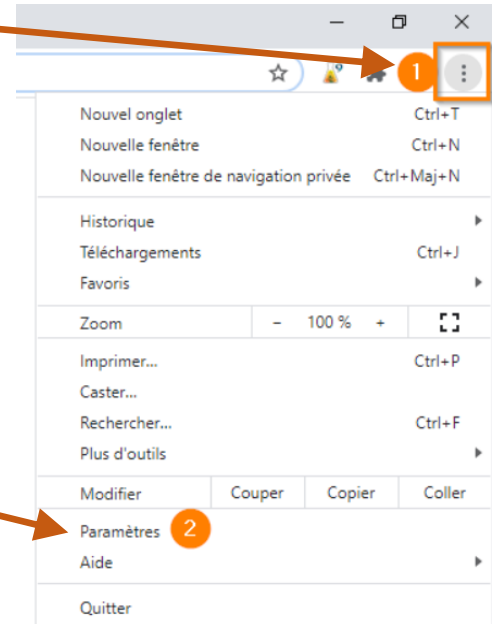 1
Nouvel onglet Ctrl+T
Nouvelle fenêtre Ctrl+N
Nouvelle fenêtre de navigation privée Ctrl+Maj+N
Historique
Téléchargements Ctrl+J
Favoris
Zoom - 100 % +
Imprimer... Ctrl+P
Caster...
Rechercher... Ctrl+F
Plus d'outils
Modifier Couper Copier Coller
Paramètres 2
Aide
Quitter